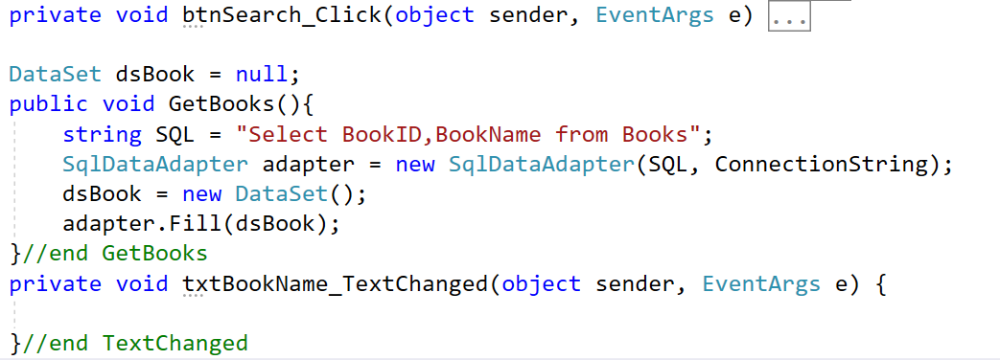 private void btnSearch_Click(object sender, EventArgs e) ...
DataSet dsBook = null;
public void GetBooks(){
string SQL = "Select BookID,BookName from Books";
SqlDataAdapter adapter = new SqlDataAdapter(SQL, ConnectionString);
dsBook = new DataSet();
adapter.Fill(dsBook);
}//end GetBooks
private void txtBookName_TextChanged(object sender, EventArgs e) {
}//end TextChanged